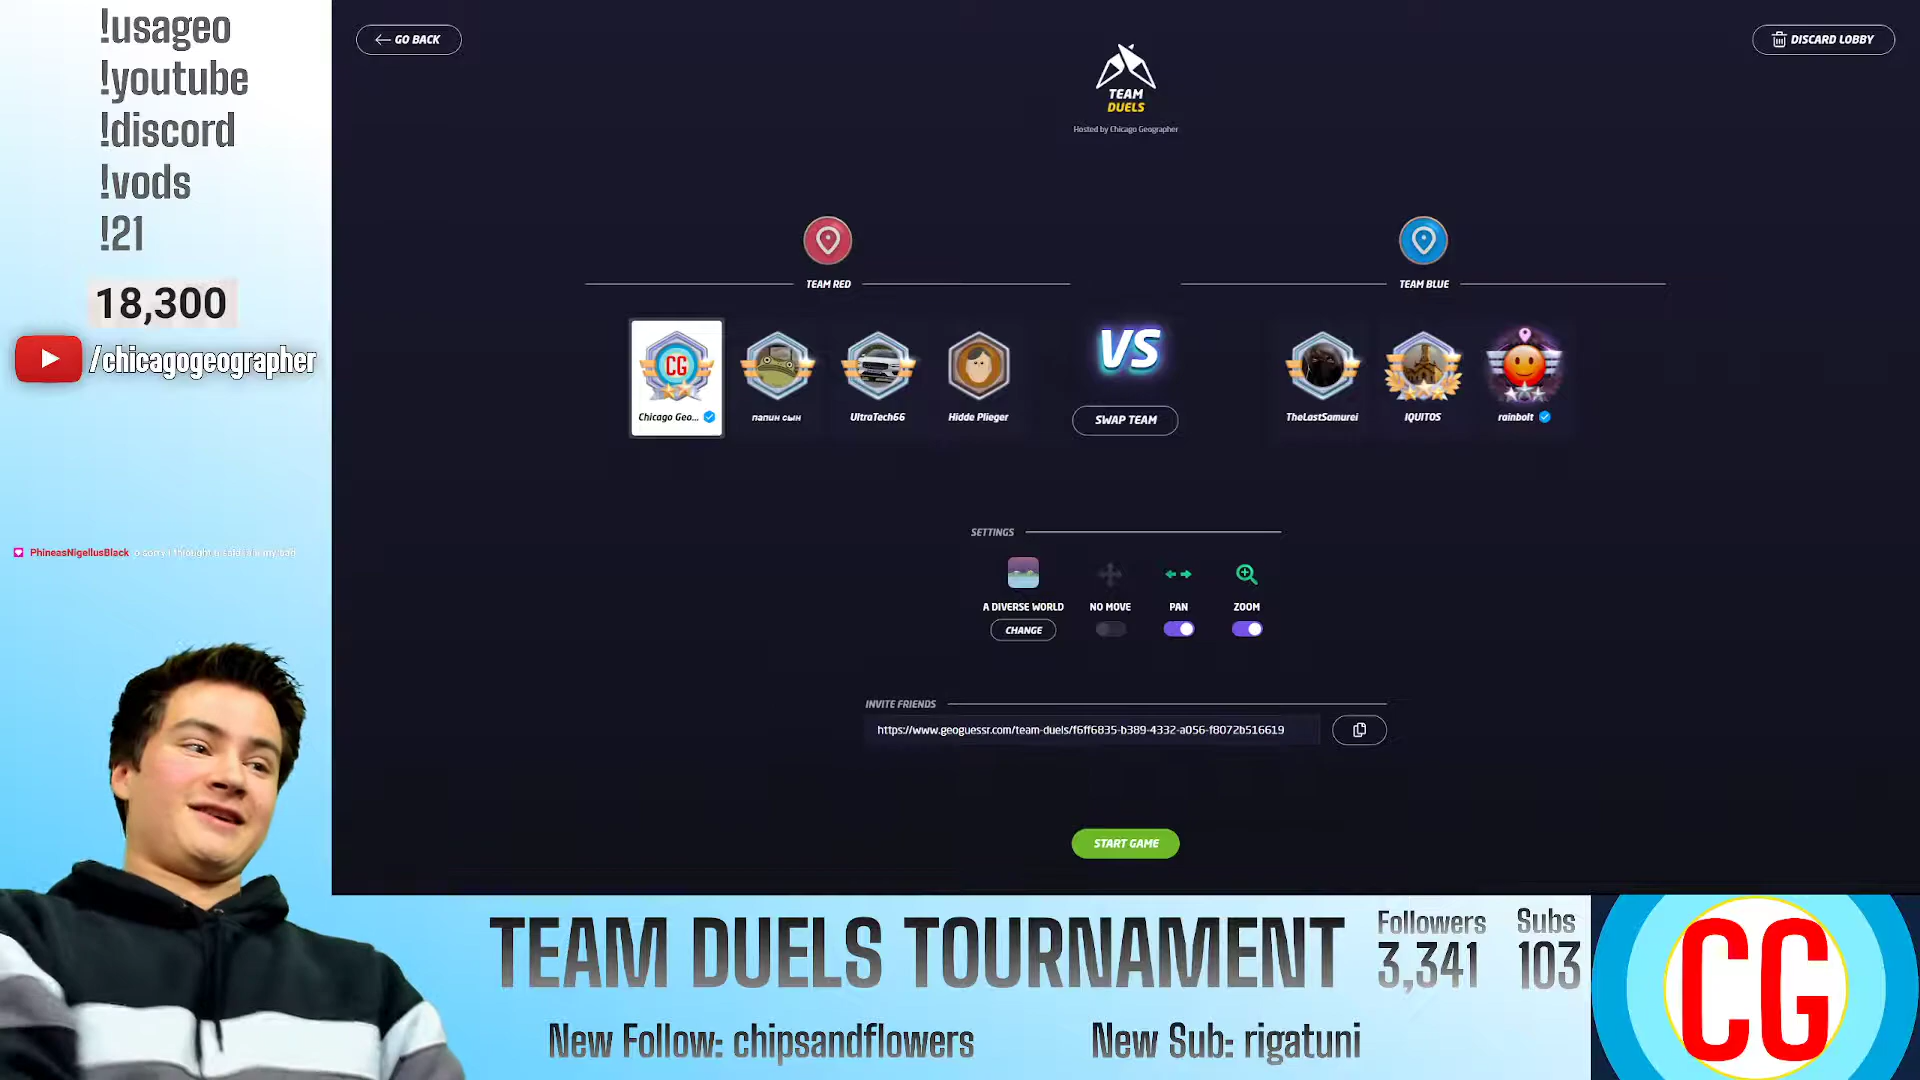 !usageo
!youtube
!discord
!vods
!21
18,300
/chicagogeographer
PhineasNigellusBlack
GO BACK
DISCARD LOBBY
TEAM
DUELS
Hosted by Chicago Geographer
TEAM RED
TEAM BLUE
CG
Chicago Geo...
папин сын
UltraTech66
Hidde Plieger
VS
SWAP TEAM
TheLastSamurei
IQUITOS
rainbolt
SETTINGS
A DIVERSE WORLD
NO MOVE
PAN
ZOOM
CHANGE
INVITE FRIENDS
https://www.geoguessr.com/team-duels/f6ff6835-b389-4332-a056-f8072b516619
START GAME
TEAM DUELS TOURNAMENT
Followers
3,341
Subs
103
New Follow: chipsandflowers
New Sub: rigatuni
CG